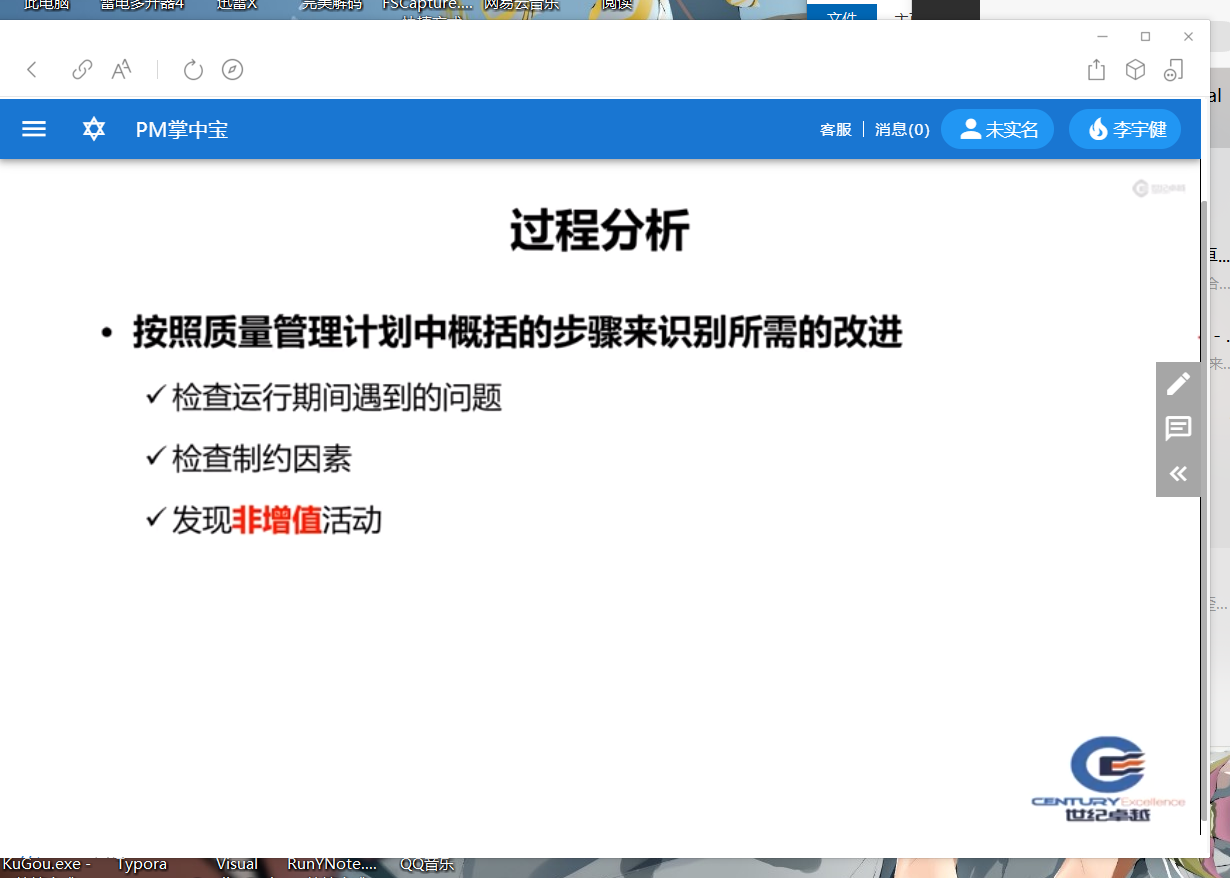 此电脑 雷电多开器4 迅雷X 完美解码 FSCapture.... 网易云音乐 阅读
文件
PM掌中宝 客服 消息(0) 未实名 李宇健
过程分析
• 按照质量管理计划中概括的步骤来识别所需的改进
✓ 检查运行期间遇到的问题
✓ 检查制约因素
✓ 发现非增值活动
CENTURY Excellence
世纪卓越
KuGou.exe - Typora Visual RunYNote.... QQ音乐